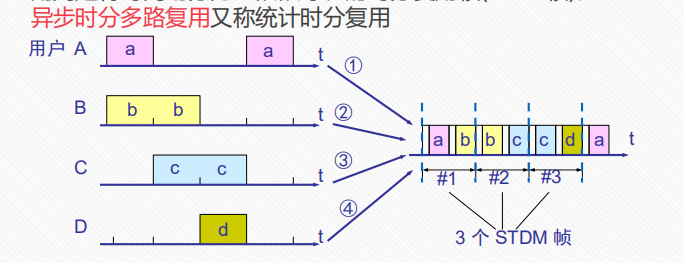 异步时分多路复用又称统计时分复用
用户 A a a t ①
B b b t ②
C c c t ③
D d t ④
a b b c c d a t
#1 #2 #3
3 个 STDM 帧